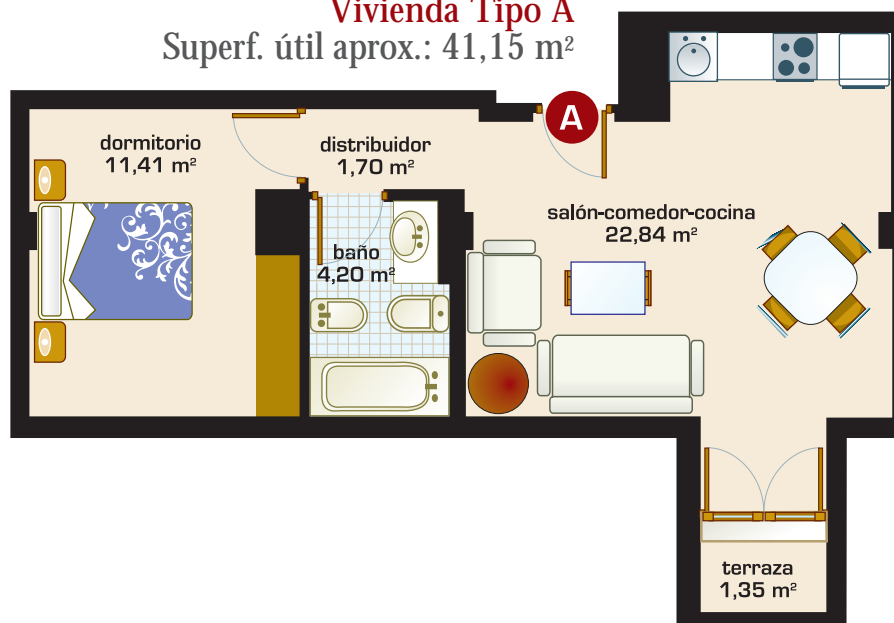 Vivienda Tipo A
Superf. útil aprox.: 41,15 m²
A
dormitorio
11,41 m²
distribuidor
1,70 m²
salón-comedor-cocina
22,84 m²
baño
4,20 m²
terraza
1,35 m²